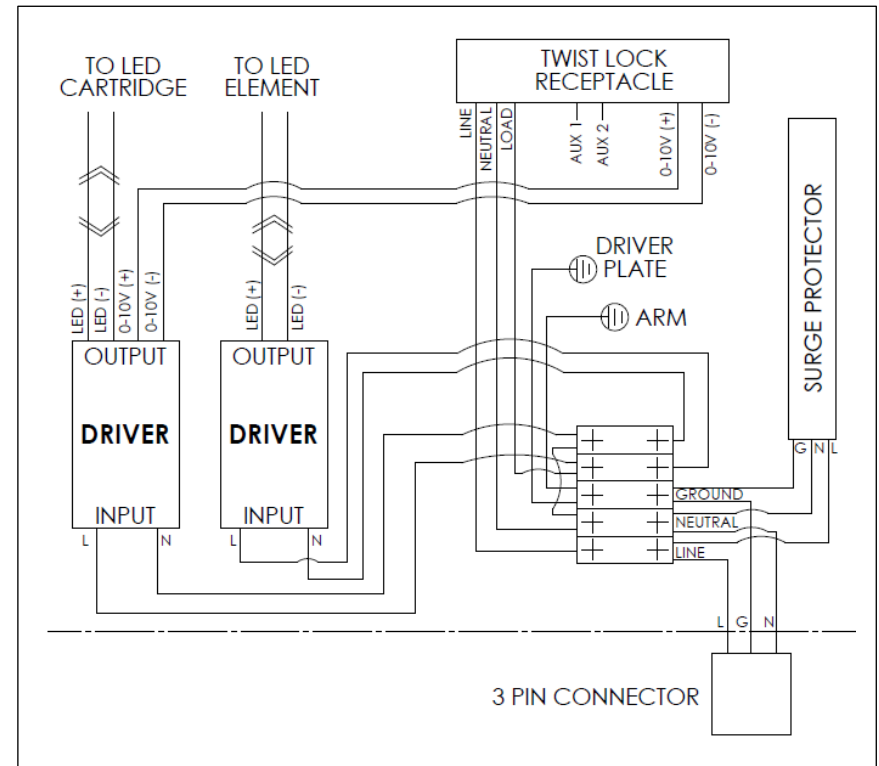 TO LED
CARTRIDGE
TO LED
ELEMENT
TWIST LOCK
RECEPTACLE
LINE
NEUTRAL
LOAD
AUX 1
AUX 2
0-10V (+)
0-10V (-)
SURGE PROTECTOR
G N L
DRIVER
PLATE
ARM
LED (+)
LED (-)
0-10V (+)
0-10V (-)
LED (+)
LED (-)
OUTPUT
DRIVER
INPUT
L N
OUTPUT
DRIVER
INPUT
L N
GROUND
NEUTRAL
LINE
L G N
3 PIN CONNECTOR